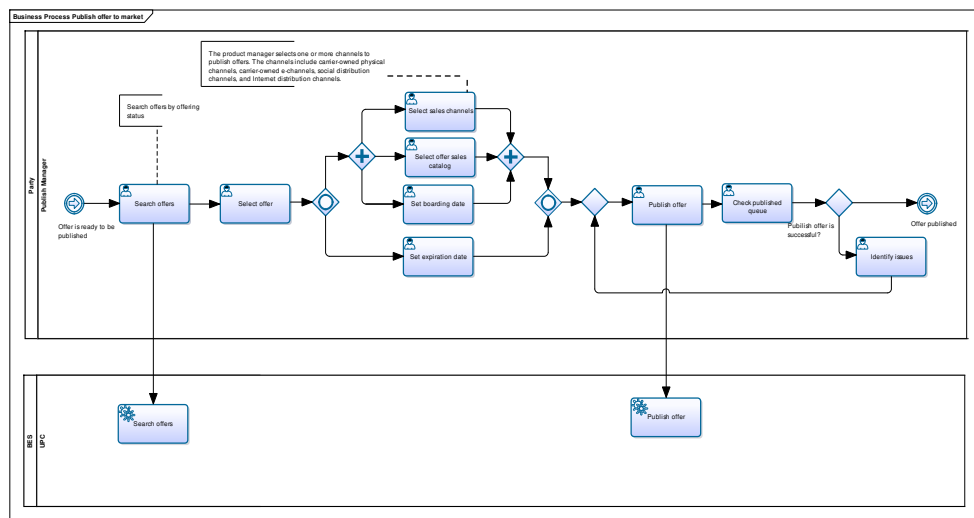 Business Process Publish offer to market
The product manager selects one or more channels to
publish offers. The channels include carrier-owned physical
channels, carrier-owned e-channels, social distribution
channels, and Internet distribution channels.
Search offers by offering
status
Party
Publish Manager
Offer is ready to be
published
Search offers
Select offer
Select sales channels
Select offer sales
catalog
Set boarding date
Set expiration date
Publish offer
Check published
queue
Publish offer is
successful?
Offer published
Identify issues
BES
UPC
Search offers
Publish offer